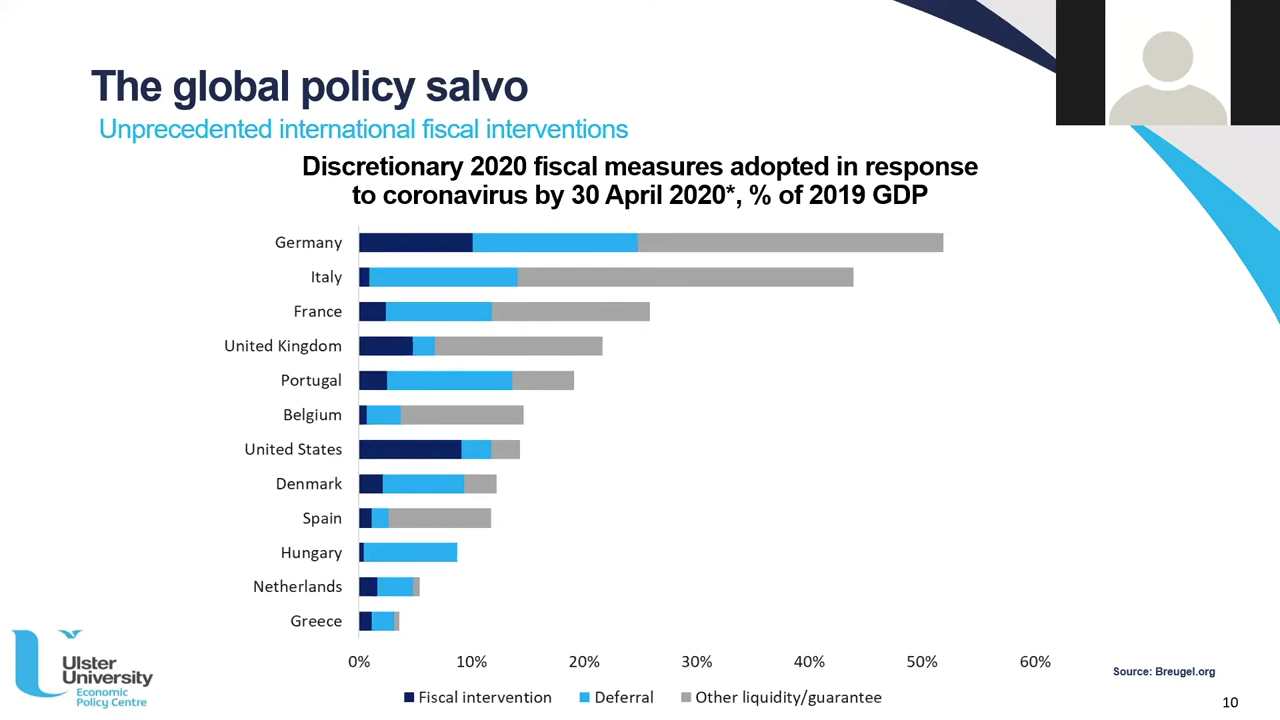 The global policy salvo
Unprecedented international fiscal interventions
Discretionary 2020 fiscal measures adopted in response
to coronavirus by 30 April 2020*, % of 2019 GDP
Germany
Italy
France
United Kingdom
Portugal
Belgium
United States
Denmark
Spain
Hungary
Netherlands
Greece
0% 10% 20% 30% 40% 50% 60%
Fiscal intervention Deferral Other liquidity/guarantee
Source: Breugel.org
10
Ulster
University
Economic
Policy Centre